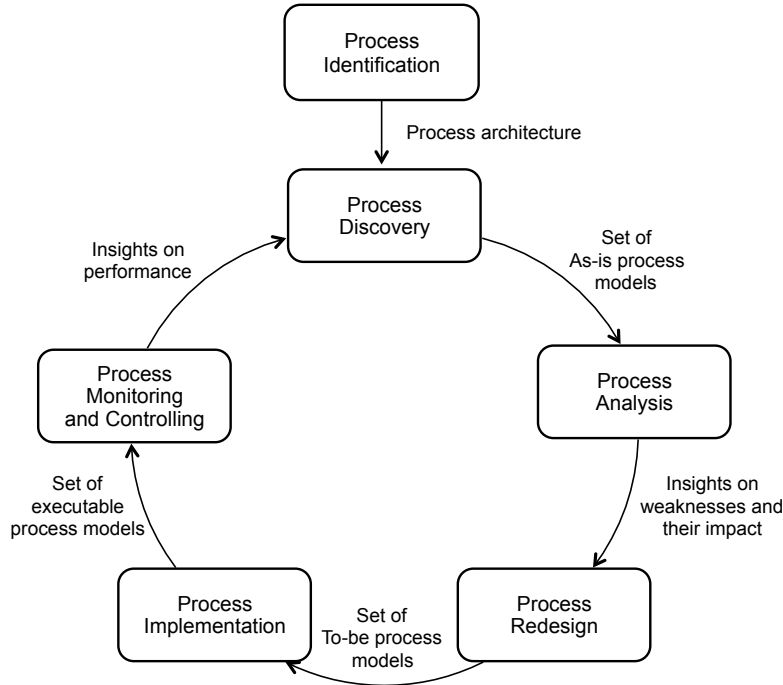 Process
Identification
Process architecture
Process
Discovery
Set of
As-is process
models
Process
Analysis
Insights on
weaknesses and
their impact
Process
Redesign
Set of
To-be process
models
Process
Implementation
Set of
executable
process models
Process
Monitoring
and Controlling
Insights on
performance